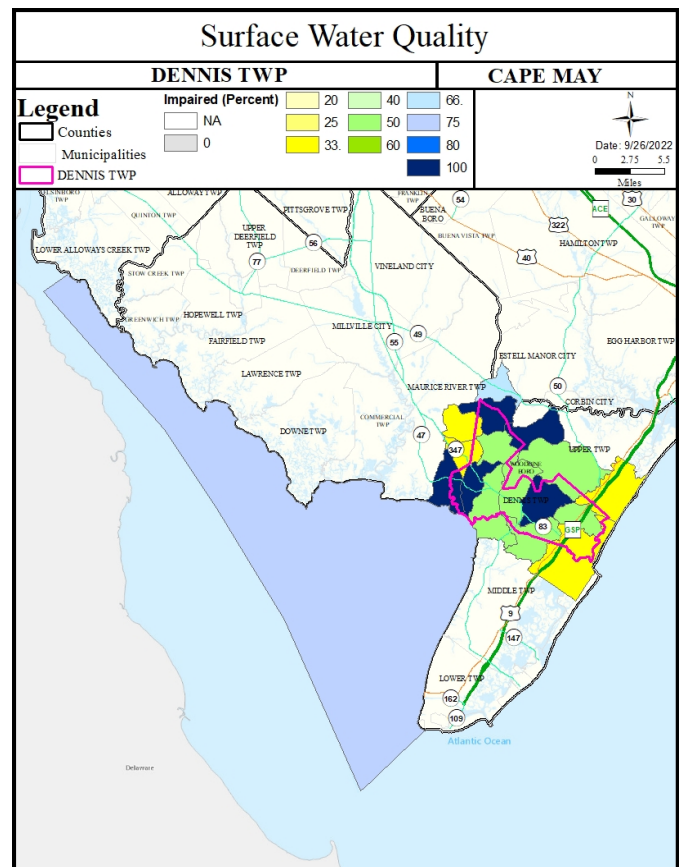 Surface Water Quality
DENNIS TWP
CAPE MAY
Legend
Counties
Municipalities
DENNIS TWP
Impaired (Percent)
NA
0
20
25
33.
40
50
60
66.
75
80
100
N
Date: 9/26/2022
0 2.75 5.5
Miles
TWP
ALLOWAY TWP
QUINTON TWP
PITTSGROVE TWP
FRANKLIN
TWP
BUENA
BORO
54
ACE
30
GALLOWAY
TWP
322
UPPER
DEERFIELD
TWP
56
BUENA VISTA TWP
HAMILTON TWP
LOWER ALLOWAYS CREEK TWP
77
40
STOW CREEK TWP
DEERFIELD TWP
VINELAND CITY
HOPEWELL TWP
GREENWICH TWP
MILLVILLE CITY
49
FAIRFIELD TWP
55
EGG HARBOR TWP
ESTELL MANOR CITY
LAWRENCE TWP
MAURICE RIVER TWP
50
CORBIN CITY
COMMERCIAL
TWP
DOWNE TWP
47
347
UPPER TWP
WOODBINE
BORO
DENNIS TWP
83
GSP
MIDDLE TWP
9
147
LOWER TWP
162
109
Atlantic Ocean
Delaware